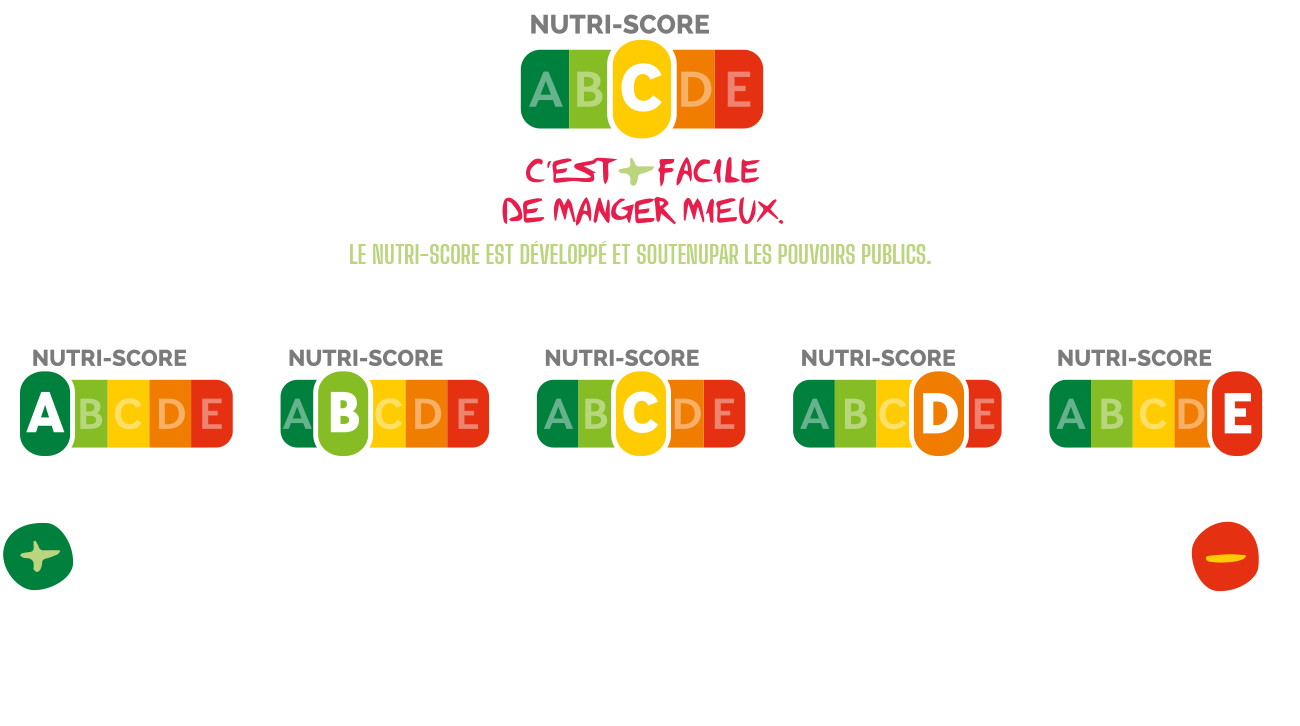 NUTRI-SCORE
A B C D E
C'EST + FACILE
DE MANGER MIEUX.
LE NUTRI-SCORE EST DÉVELOPPÉ ET SOUTENUPAR LES POUVOIRS PUBLICS.
NUTRI-SCORE NUTRI-SCORE NUTRI-SCORE NUTRI-SCORE NUTRI-SCORE
A B C D E A B C D E A B C D E A B C D E A B C D E
+ -